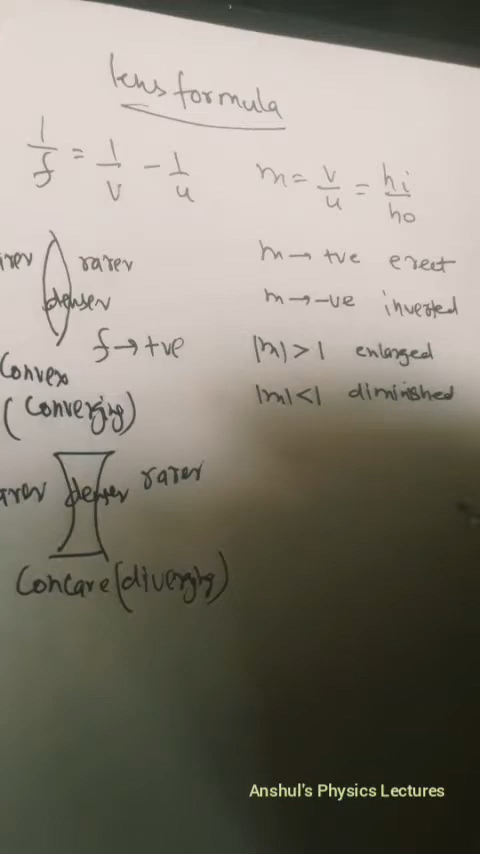 lens formula
1/f = 1/v - 1/u
m = v/u = hi/ho
m → +ve erect
m → -ve inverted
|m| > 1 enlarged
|m| < 1 diminished
rarer
denser
f → +ve
Convex
(Converging)
denser rarer
Concave (diverging)
Anshul's Physics Lectures